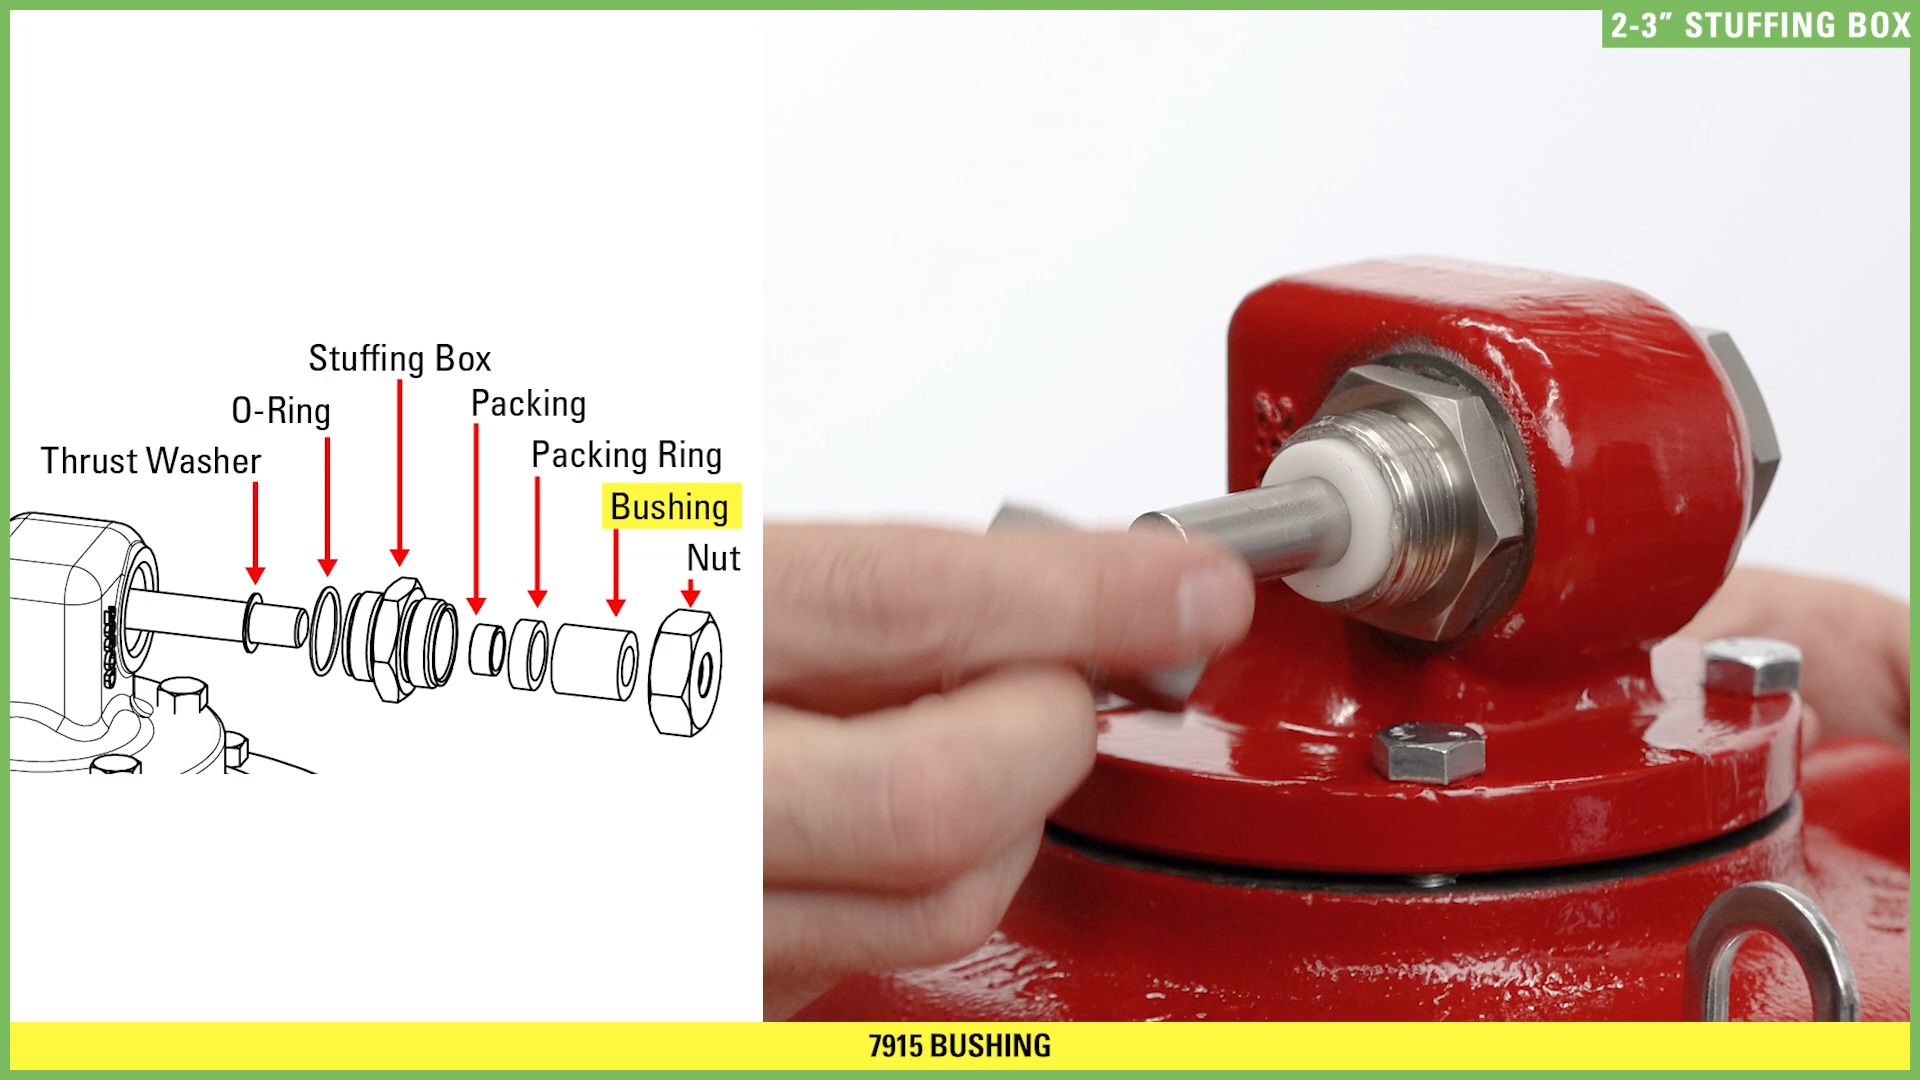 2-3” STUFFING BOX
Stuffing Box
Packing
O-Ring
Packing Ring
Thrust Washer
Bushing
Nut
7915 BUSHING